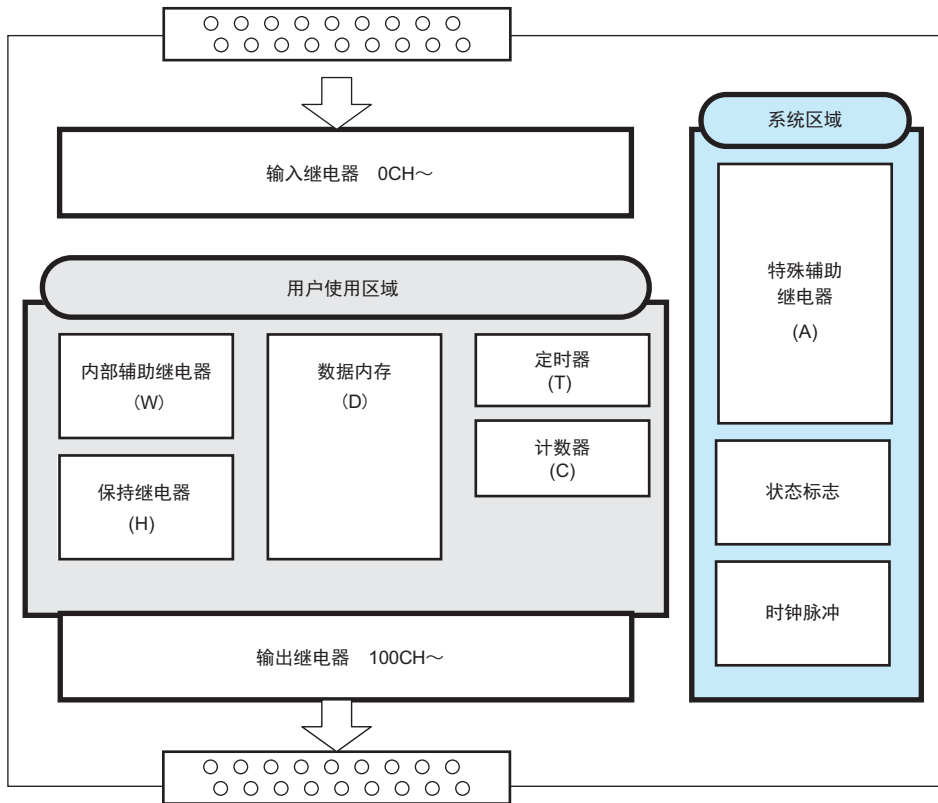 输入继电器 0CH～
系统区域
特殊辅助
继电器
(A)
状态标志
时钟脉冲
用户使用区域
内部辅助继电器
(W)
保持继电器
(H)
数据内存
(D)
定时器
(T)
计数器
(C)
输出继电器 100CH～